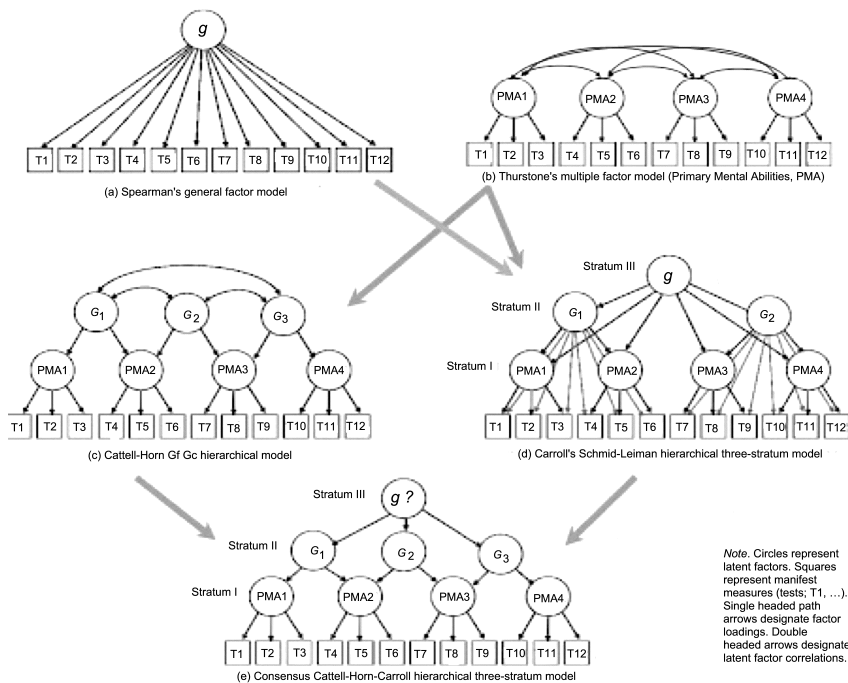 g
T1 T2 T3 T4 T5 T6 T7 T8 T9 T10 T11 T12
(a) Spearman's general factor model
PMA1 PMA2 PMA3 PMA4
T1 T2 T3 T4 T5 T6 T7 T8 T9 T10 T11 T12
(b) Thurstone's multiple factor model (Primary Mental Abilities, PMA)
G1 G2 G3
PMA1 PMA2 PMA3 PMA4
T1 T2 T3 T4 T5 T6 T7 T8 T9 T10 T11 T12
(c) Cattell-Horn Gf Gc hierarchical model
Stratum III g
Stratum II G1 G2
Stratum I PMA1 PMA2 PMA3 PMA4
T1 T2 T3 T4 T5 T6 T7 T8 T9 T10 T11 T12
(d) Carroll's Schmid-Leiman hierarchical three-stratum model
Stratum III g ?
Stratum II G1 G2 G3
Stratum I PMA1 PMA2 PMA3 PMA4
T1 T2 T3 T4 T5 T6 T7 T8 T9 T10 T11 T12
(e) Consensus Cattell-Horn-Carroll hierarchical three-stratum model
Note. Circles represent
latent factors. Squares
represent manifest
measures (tests; T1, ...).
Single headed path
arrows designate factor
loadings. Double
headed arrows designate
latent factor correlations.